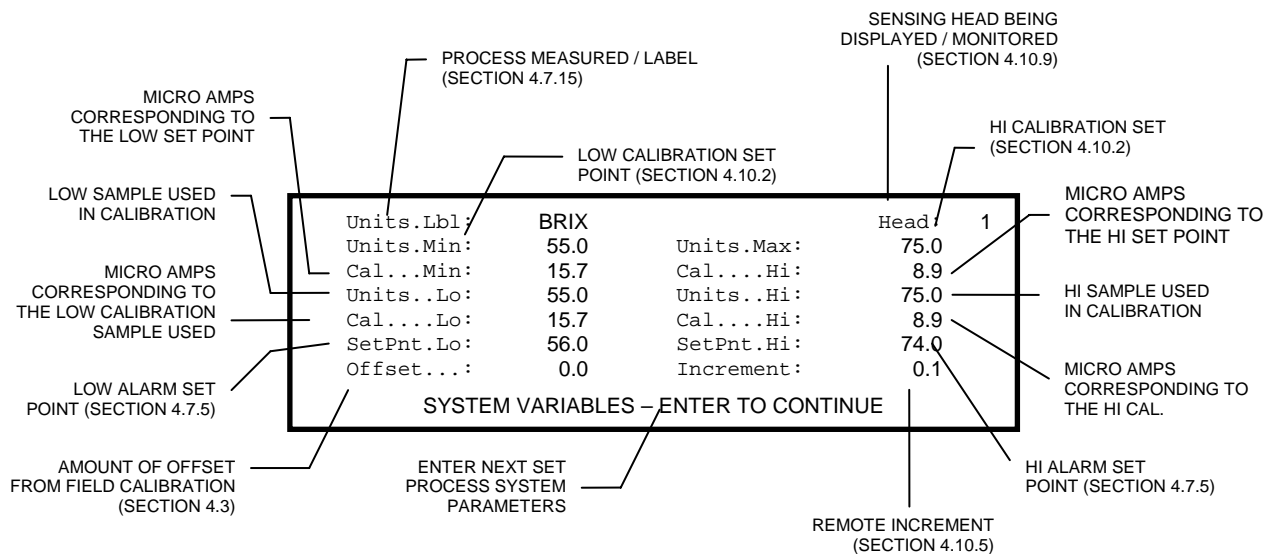 SENSING HEAD BEING
DISPLAYED / MONITORED
(SECTION 4.10.9)
PROCESS MEASURED / LABEL
(SECTION 4.7.15)
MICRO AMPS
CORRESPONDING TO
THE LOW SET POINT
HI CALIBRATION SET
(SECTION 4.10.2)
LOW CALIBRATION SET
POINT (SECTION 4.10.2)
LOW SAMPLE USED
IN CALIBRATION
MICRO AMPS
CORRESPONDING TO
THE HI SET POINT
MICRO AMPS
CORRESPONDING TO
THE LOW CALIBRATION
SAMPLE USED
HI SAMPLE USED
IN CALIBRATION
Units.Lbl: BRIX Head: 1
Units.Min: 55.0 Units.Max: 75.0
Cal...Min: 15.7 Cal....Hi: 8.9
Units..Lo: 55.0 Units..Hi: 75.0
Cal....Lo: 15.7 Cal....Hi: 8.9
SetPnt.Lo: 56.0 SetPnt.Hi: 74.0
Offset...: 0.0 Increment: 0.1
SYSTEM VARIABLES – ENTER TO CONTINUE
LOW ALARM SET
POINT (SECTION 4.7.5)
MICRO AMPS
CORRESPONDING TO
THE HI CAL.
AMOUNT OF OFFSET
FROM FIELD CALIBRATION
(SECTION 4.3)
ENTER NEXT SET
PROCESS SYSTEM
PARAMETERS
HI ALARM SET
POINT (SECTION 4.7.5)
REMOTE INCREMENT
(SECTION 4.10.5)